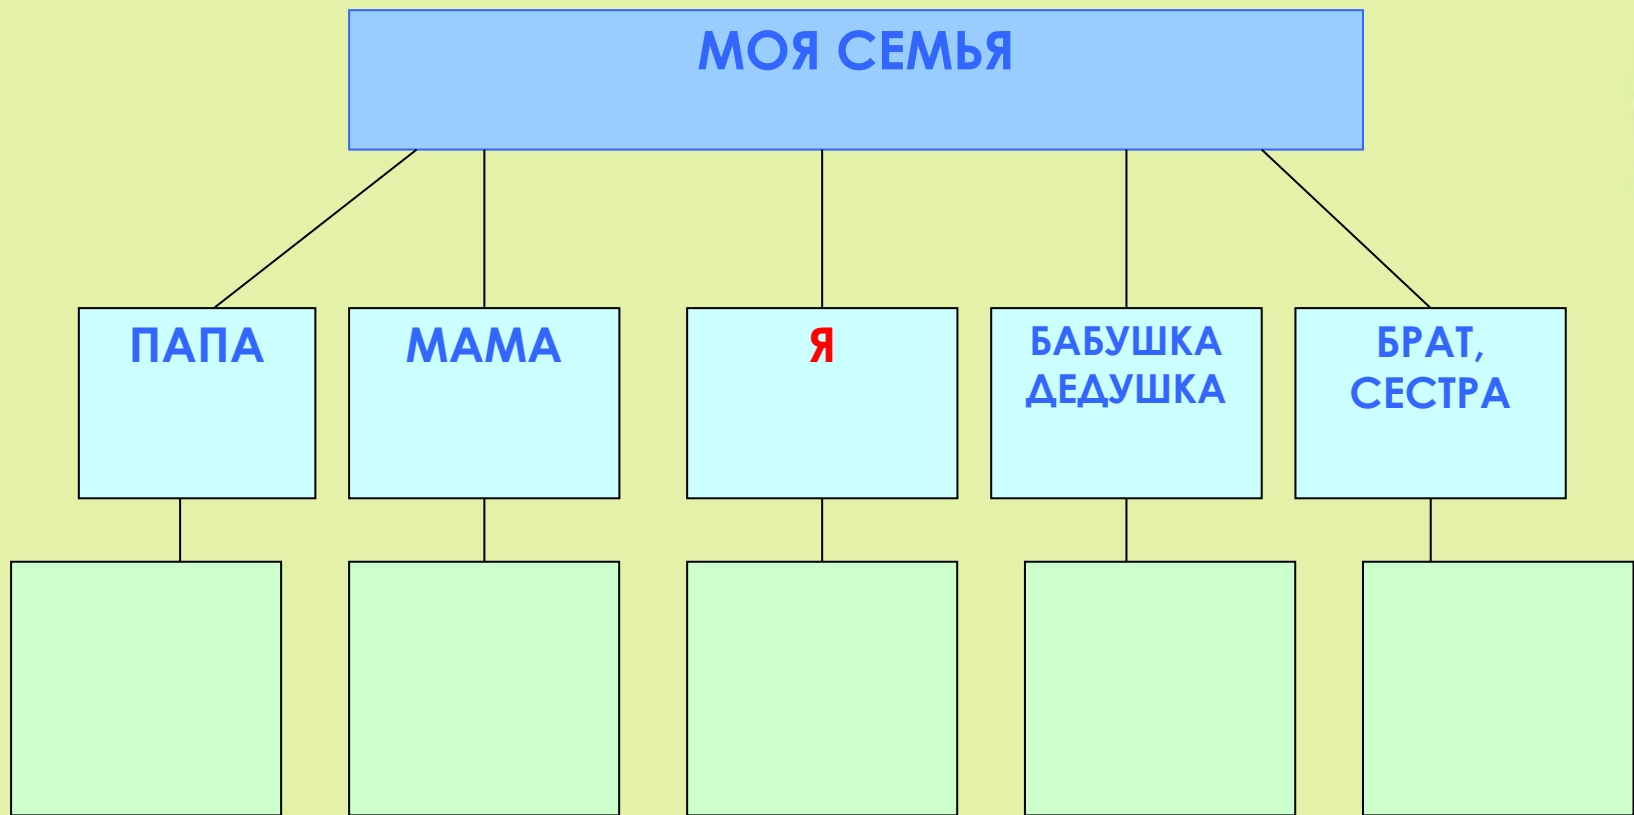 МОЯ СЕМЬЯ
ПАПА
МАМА
Я
БАБУШКА
ДЕДУШКА
БРАТ,
СЕСТРА